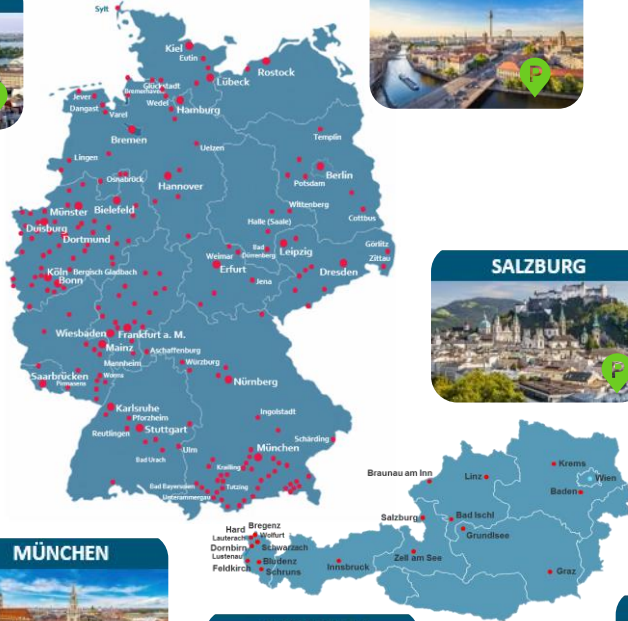 Sylt
Kiel
Eutin
Rostock
Lübeck
Glückstadt
Bremerhaven
Wedel
Hamburg
Jever
Dangast
Varel
Bremen
Uelzen
Templin
Lingen
Osnabrück
Hannover
Berlin
Potsdam
Münster
Bielefeld
Wittenberg
Cottbus
Duisburg
Halle (Saale)
Dortmund
Görlitz
Weimar
Bad
Dürrenberg
Leipzig
Zittau
Köln
Bergisch Gladbach
Erfurt
Dresden
Bonn
Jena
SALZBURG
Wiesbaden
Frankfurt a. M.
Mainz
Aschaffenburg
Mannheim
Würzburg
Saarbrücken
Worms
Pirmasens
Nürnberg
Karlsruhe
Pforzheim
Ingolstadt
Reutlingen
Stuttgart
Schärding
Ulm
München
Bad Urach
Krailling
Bad Bayersoien
Tutzing
Unterammergau
Braunau am Inn
Linz
Krems
Wien
Baden
Salzburg
Bad Ischl
Grundlsee
Hard
Bregenz
Lauterach
Wolfurt
Dornbirn
Schwarzach
Lustenau
Bludenz
Feldkirch
Schruns
Innsbruck
Zell am See
Graz
MÜNCHEN
P
P